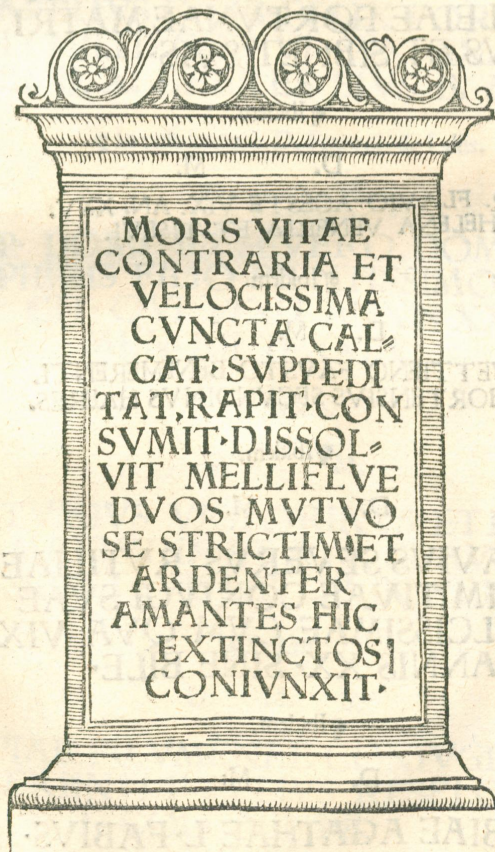 MORS VITAE
CONTRARIA ET
VELOCISSIMA
CVNCTA CAL⸗
CAT· SVPPEDI
TAT, RAPIT· CON
SVMIT· DISSOL⸗
VIT MELLIFLVE
DVOS MVTVO
SE STRICTIM·ET
ARDENTER
AMANTES HIC
EXTINCTOS
CONIVNXIT·